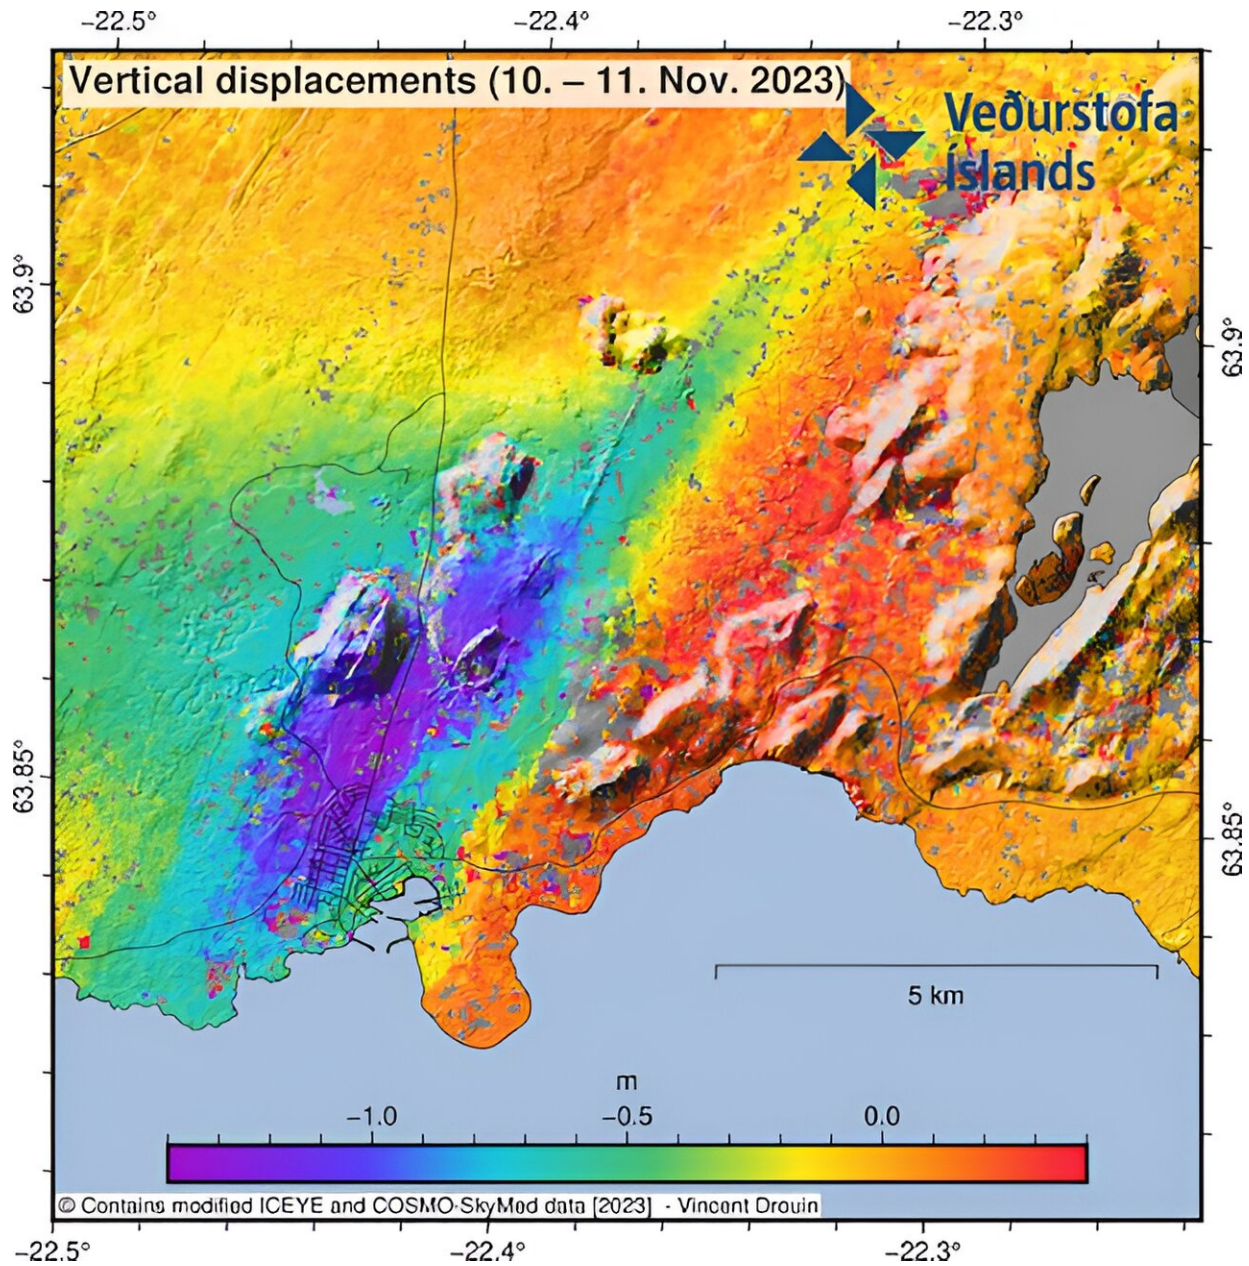 −22.5° −22.4° −22.3°
Vertical displacements (10. – 11. Nov. 2023)
Veðurstofa
Íslands
63.9°
63.9°
63.85°
63.85°
5 km
m
−1.0 −0.5 0.0
© Contains modified ICEYE and COSMO-SkyMed data [2023] - Vincent Drouin
−22.5° −22.4° −22.3°